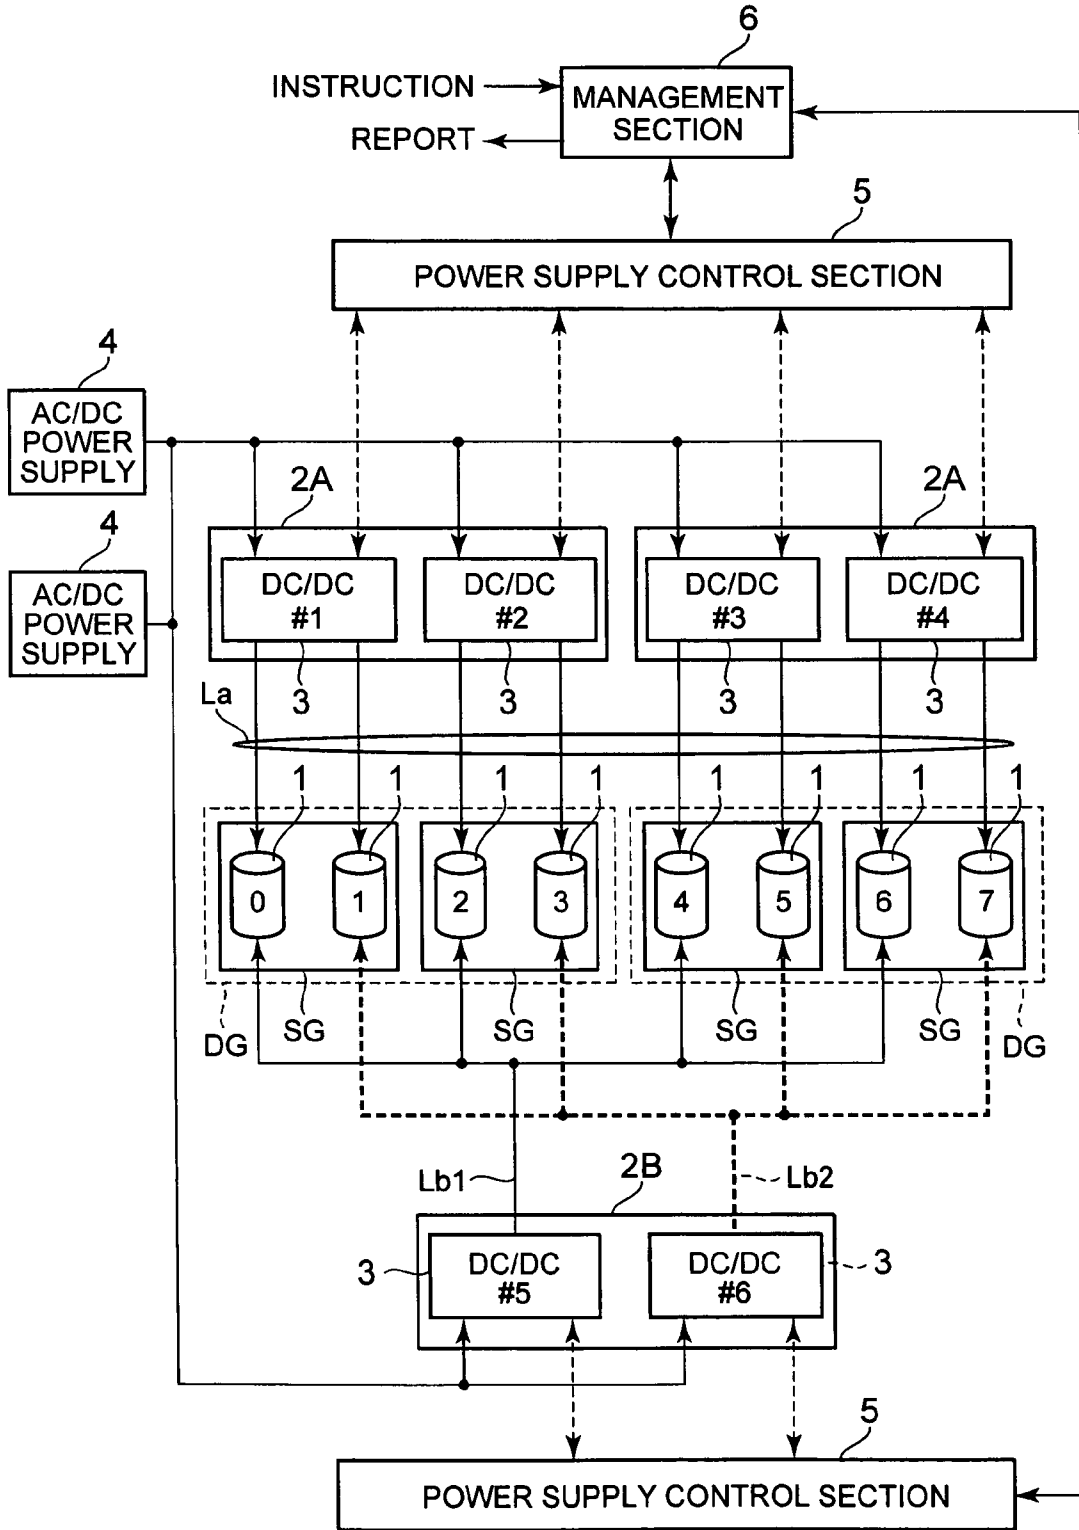 6
INSTRUCTION
MANAGEMENT
SECTION
REPORT
5
POWER SUPPLY CONTROL SECTION
4
AC/DC
POWER
SUPPLY
2A
2A
4
AC/DC
POWER
SUPPLY
DC/DC
#1
DC/DC
#2
DC/DC
#3
DC/DC
#4
3
3
3
3
La
1
1
1
1
1
1
1
1
0
1
2
3
4
5
6
7
DG
SG
SG
SG
SG
DG
Lb1
2B
Lb2
3
DC/DC
#5
DC/DC
#6
3
5
POWER SUPPLY CONTROL SECTION